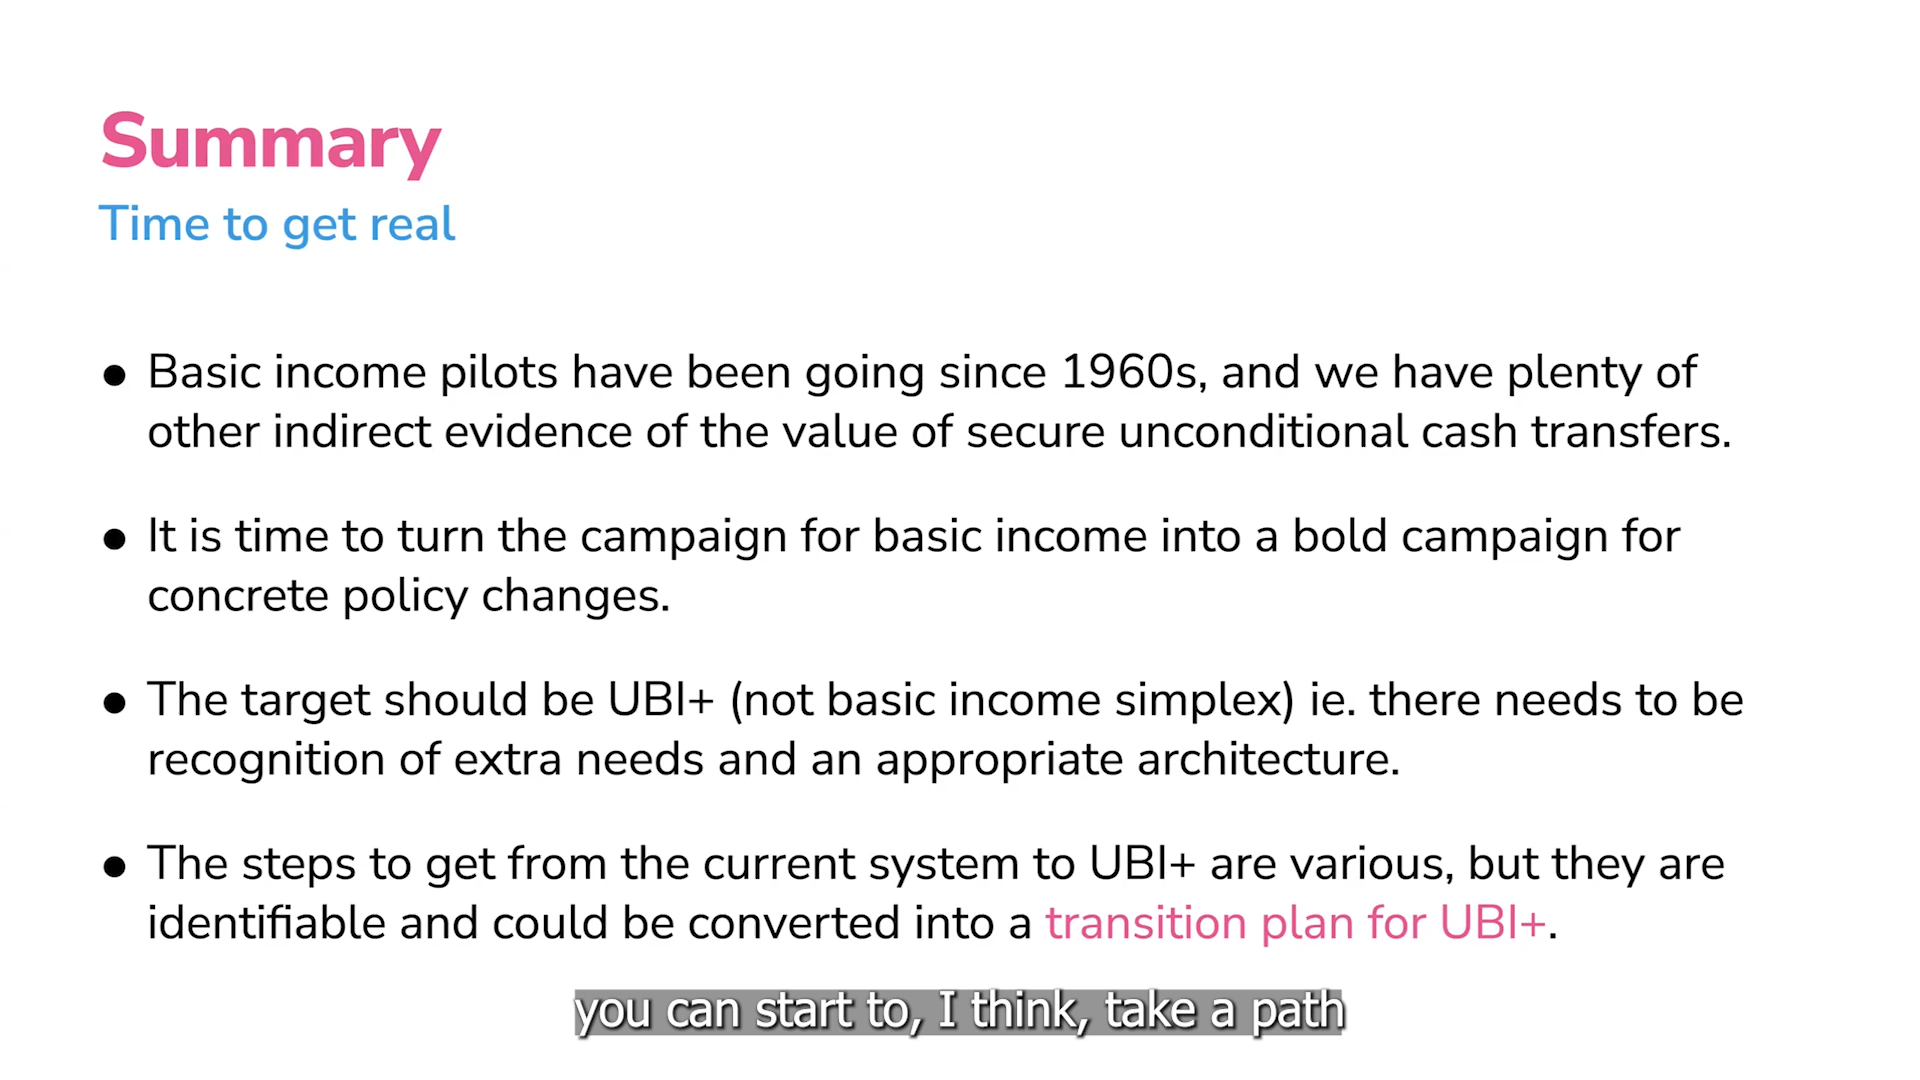 Summary
Time to get real
● Basic income pilots have been going since 1960s, and we have plenty of
other indirect evidence of the value of secure unconditional cash transfers.
● It is time to turn the campaign for basic income into a bold campaign for
concrete policy changes.
● The target should be UBI+ (not basic income simplex) ie. there needs to be
recognition of extra needs and an appropriate architecture.
● The steps to get from the current system to UBI+ are various, but they are
identifiable and could be converted into a transition plan for UBI+.
you can start to, I think, take a path